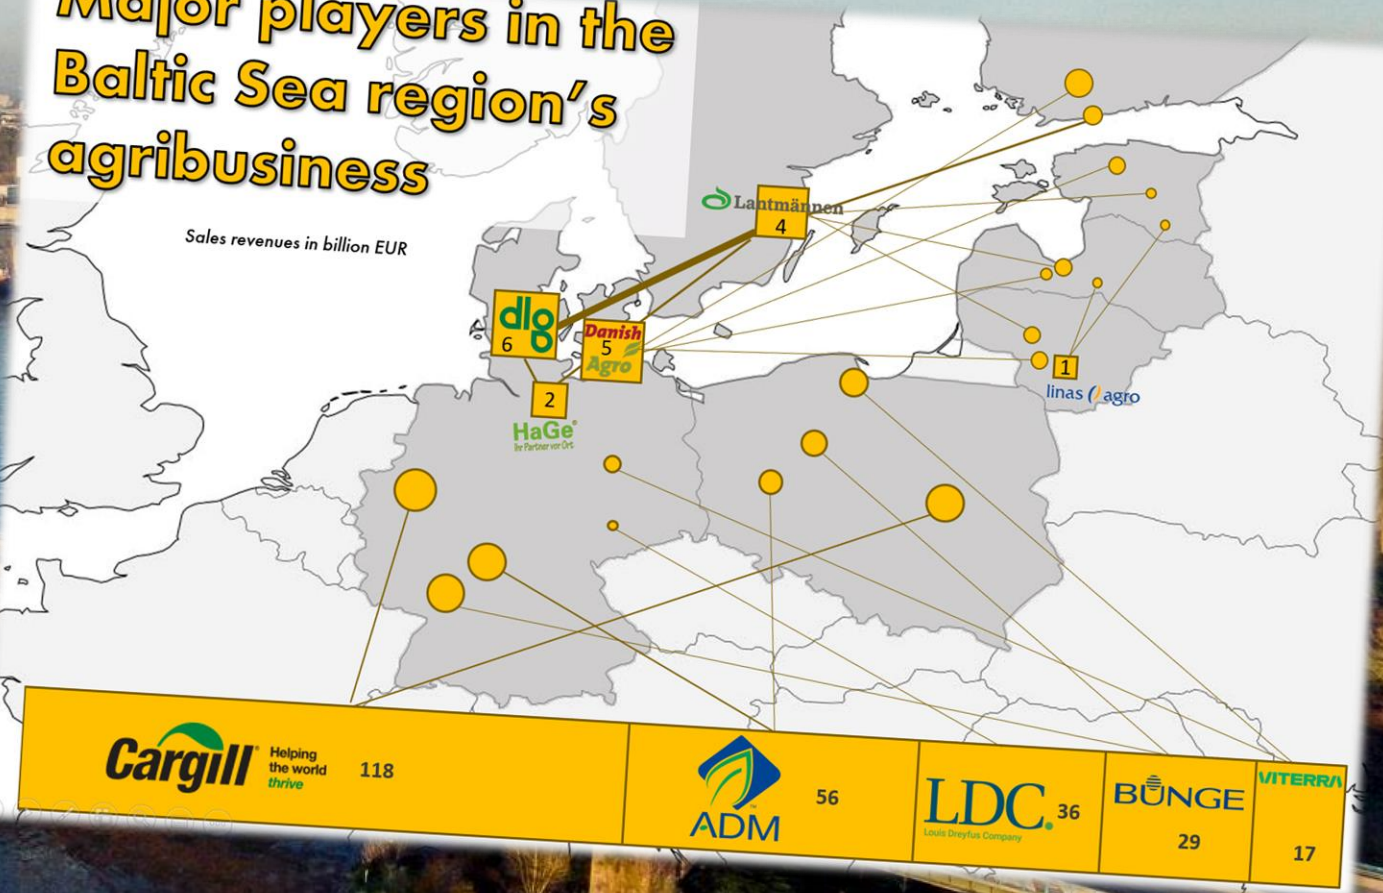 Major players in the
Baltic Sea region's
agribusiness
Sales revenues in billion EUR
Lantmännen
4
dlg
6
Danish
5
Agro
2
HaGe
Ihr Partner vor Ort
1
linas agro
Cargill
Helping
the world
thrive
118
ADM
56
LDC.
Louis Dreyfus Company
36
BUNGE
29
VITERRA
17